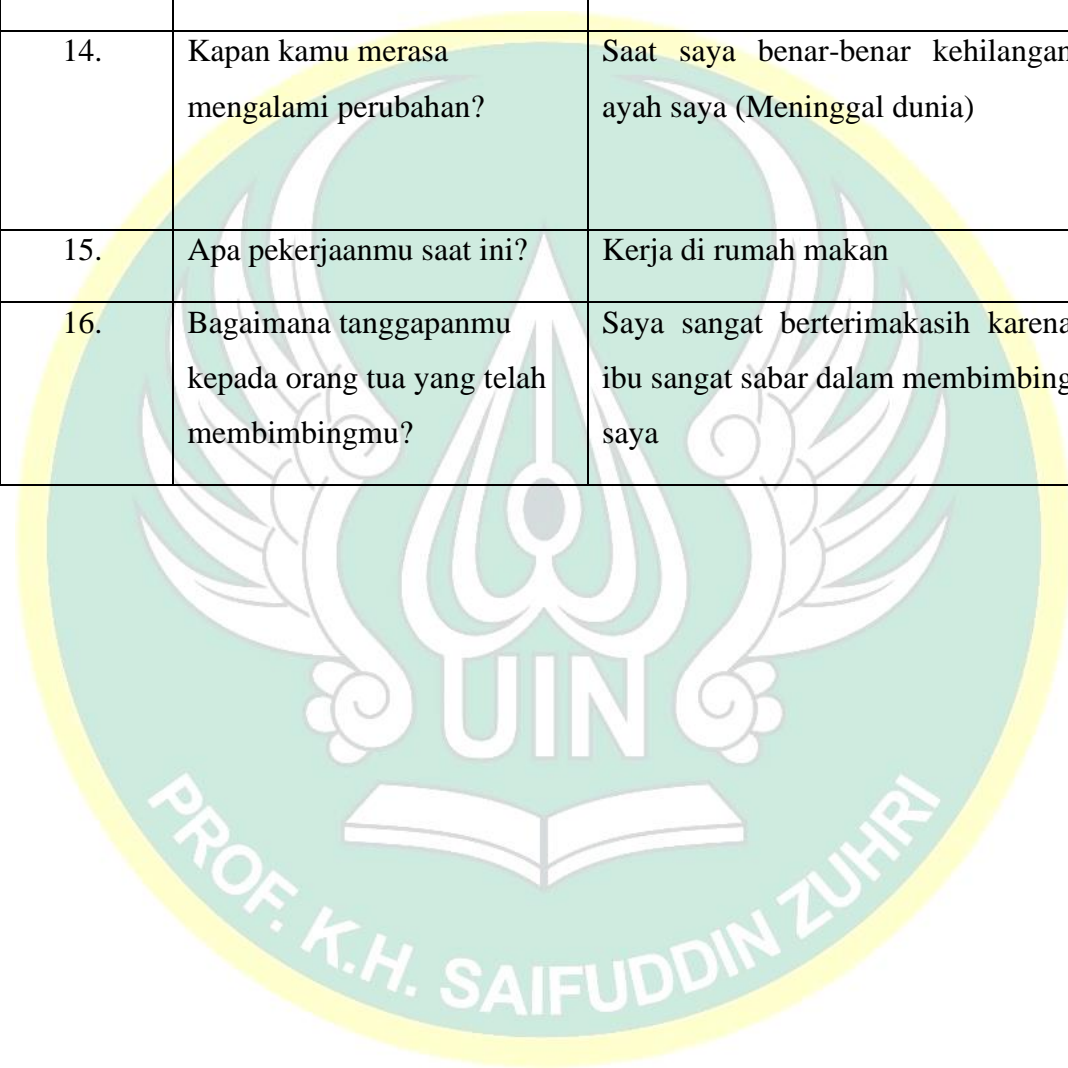 14.
Kapan kamu merasa
mengalami perubahan?
Saat saya benar-benar kehilangan
ayah saya (Meninggal dunia)
15.
Apa pekerjaanmu saat ini?
Kerja di rumah makan
16.
Bagaimana tanggapanmu
kepada orang tua yang telah
membimbingmu?
Saya sangat berterimakasih karena
ibu sangat sabar dalam membimbing
saya
UIN
PROF. K.H. SAIFUDDIN ZUHRI